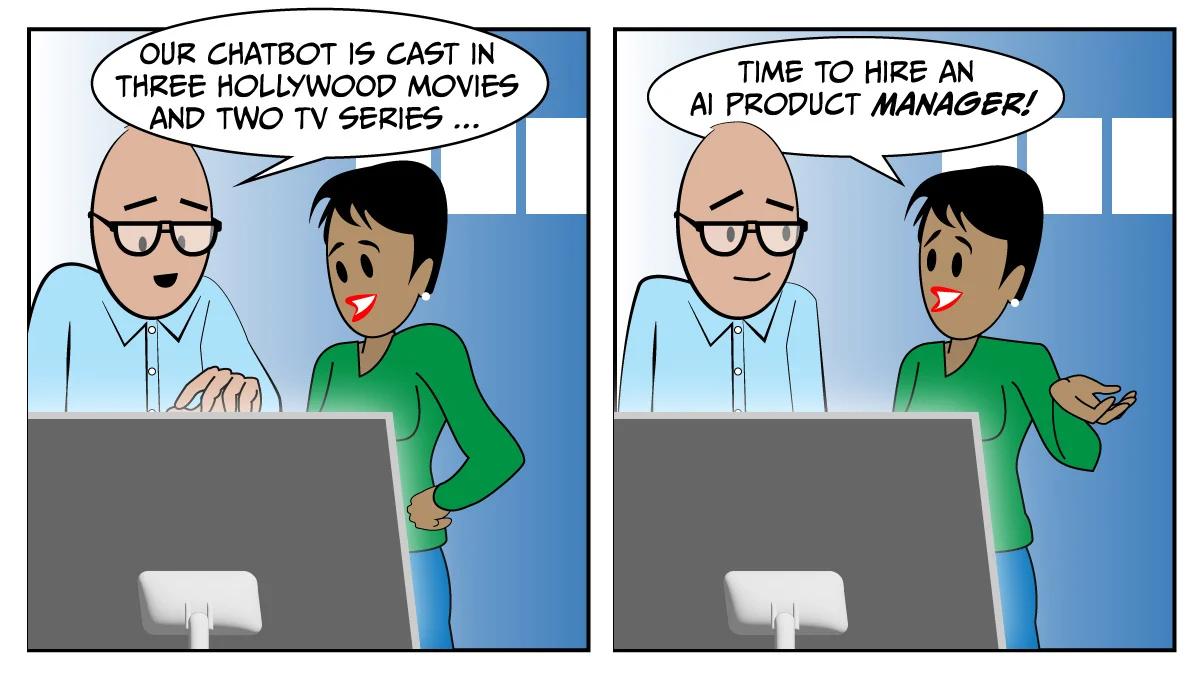 OUR CHATBOT IS CAST IN
THREE HOLLYWOOD MOVIES
AND TWO TV SERIES ...
TIME TO HIRE AN
AI PRODUCT MANAGER!